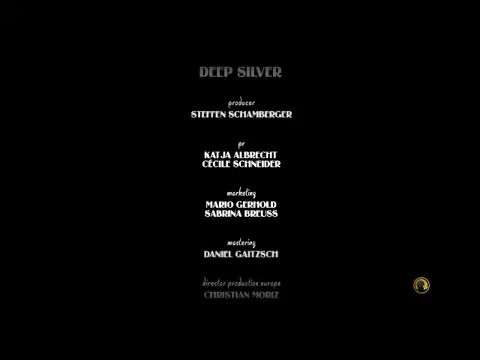 DEEP SILVER
producer
STEFFEN SCHAMBERGER
pr
KATJA ALBRECHT
CÉCILE SCHNEIDER
marketing
MARIO GERHOLD
SABRINA BREUSS
mastering
DANIEL GAITZSCH
director production europe
CHRISTIAN MORIZ